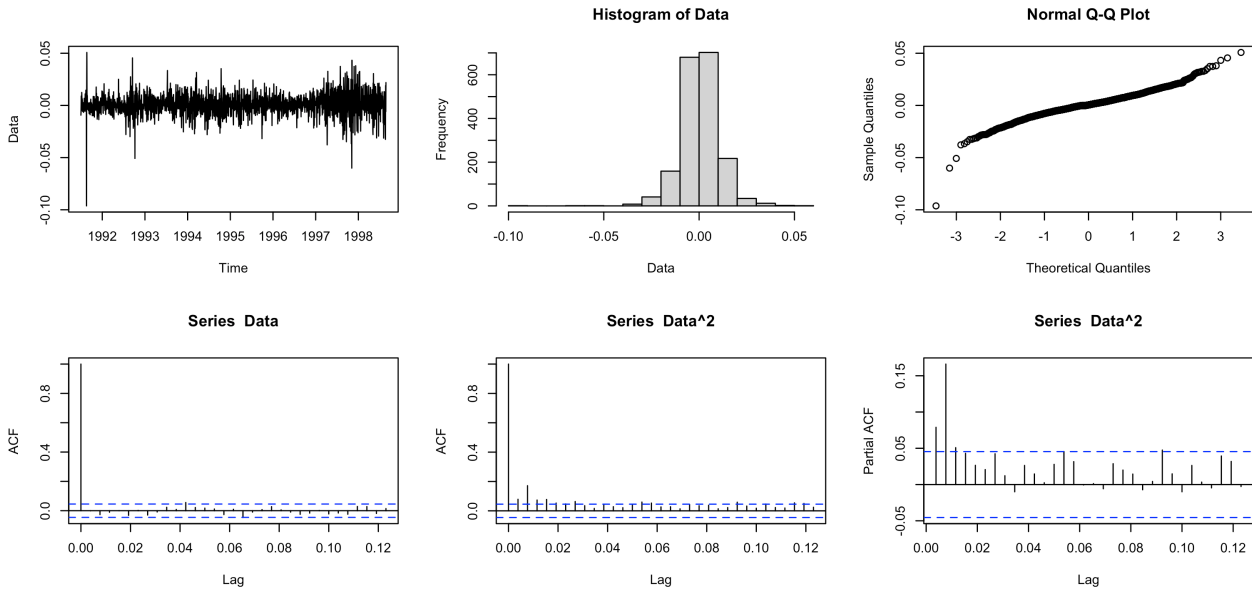 Histogram of Data
Normal Q-Q Plot
Data
0.05
0.00
-0.05
-0.10
1992 1993 1994 1995 1996 1997 1998
Time
Frequency
600
400
200
0
-0.10 -0.05 0.00 0.05
Data
Sample Quantiles
0.05
0.00
-0.05
-0.10
-3 -2 -1 0 1 2 3
Theoretical Quantiles
Series Data
Series Data^2
Series Data^2
ACF
0.8
0.4
0.0
0.00 0.02 0.04 0.06 0.08 0.10 0.12
Lag
ACF
0.8
0.4
0.0
0.00 0.02 0.04 0.06 0.08 0.10 0.12
Lag
Partial ACF
0.15
0.05
-0.05
0.00 0.02 0.04 0.06 0.08 0.10 0.12
Lag